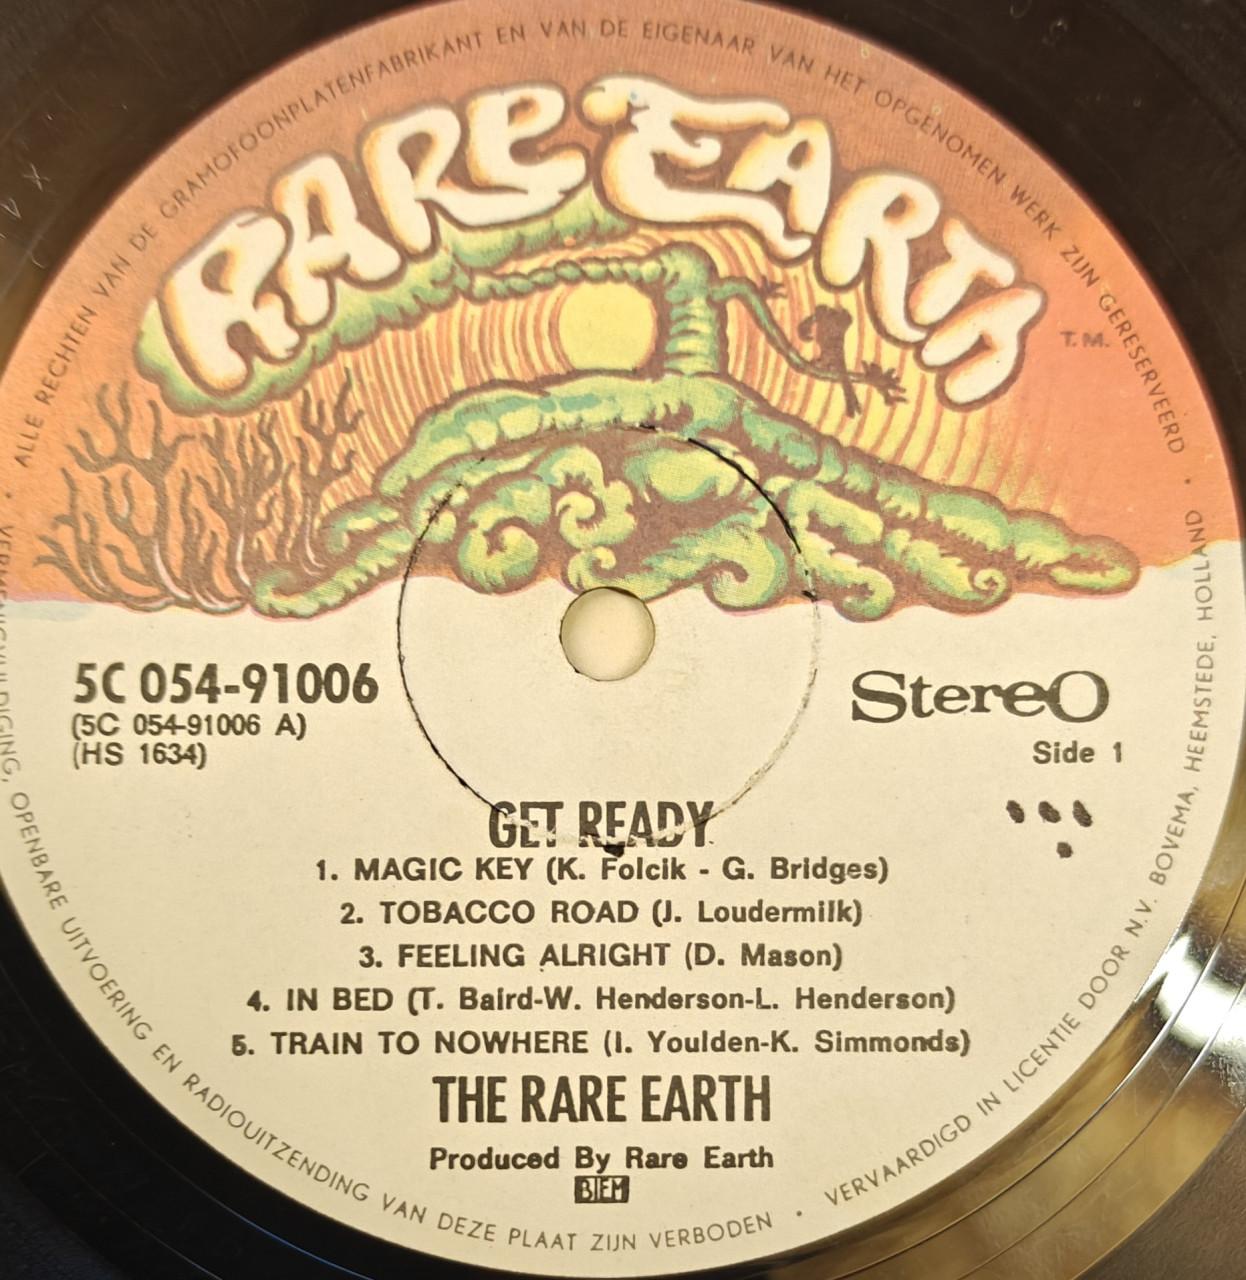 ALLE RECHTEN VAN DE GRAMOFOONPLATENFABRIKANT EN VAN DE EIGENAAR VAN HET OPGENOMEN WERK ZIJN GERESERVEERD
RARE EARTH
T.M.
5C 054-91006
(5C 054-91006 A)
(HS 1634)
Stereo
Side 1
GET READY
1. MAGIC KEY (K. Folcik - G. Bridges)
2. TOBACCO ROAD (J. Loudermilk)
3. FEELING ALRIGHT (D. Mason)
4. IN BED (T. Baird-W. Henderson-L. Henderson)
5. TRAIN TO NOWHERE (I. Youlden-K. Simmonds)
THE RARE EARTH
Produced By Rare Earth
BIEM
VERMENIGVULDIGING, OPENBARE UITVOERING EN RADIOUITZENDING VAN DEZE PLAAT ZIJN VERBODEN
VERVAARDIGD IN LICENTIE DOOR N.V. BOVEMA, HEEMSTEDE, HOLLAND